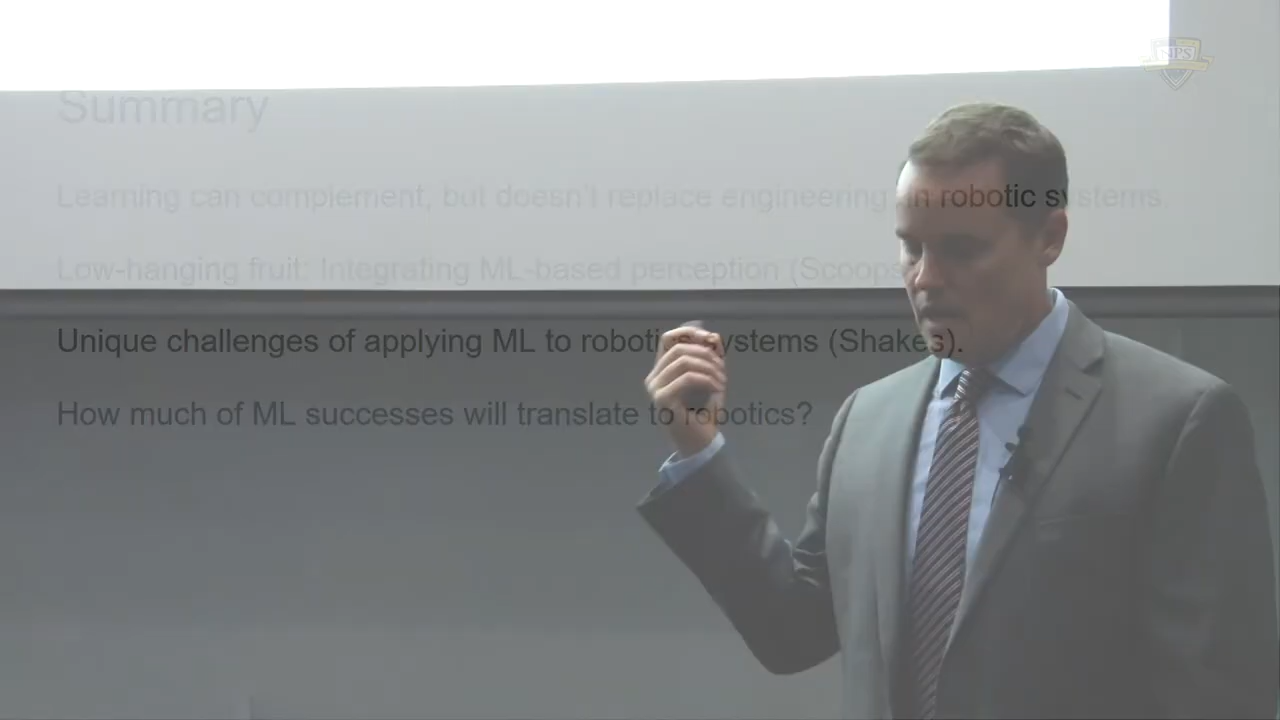 NPS
Summary
Learning can complement, but doesn't replace engineering in robotic systems.
Low-hanging fruit: Integrating ML-based perception (Scoops
Unique challenges of applying ML to robotic systems (Shakes).
How much of ML successes will translate to robotics?